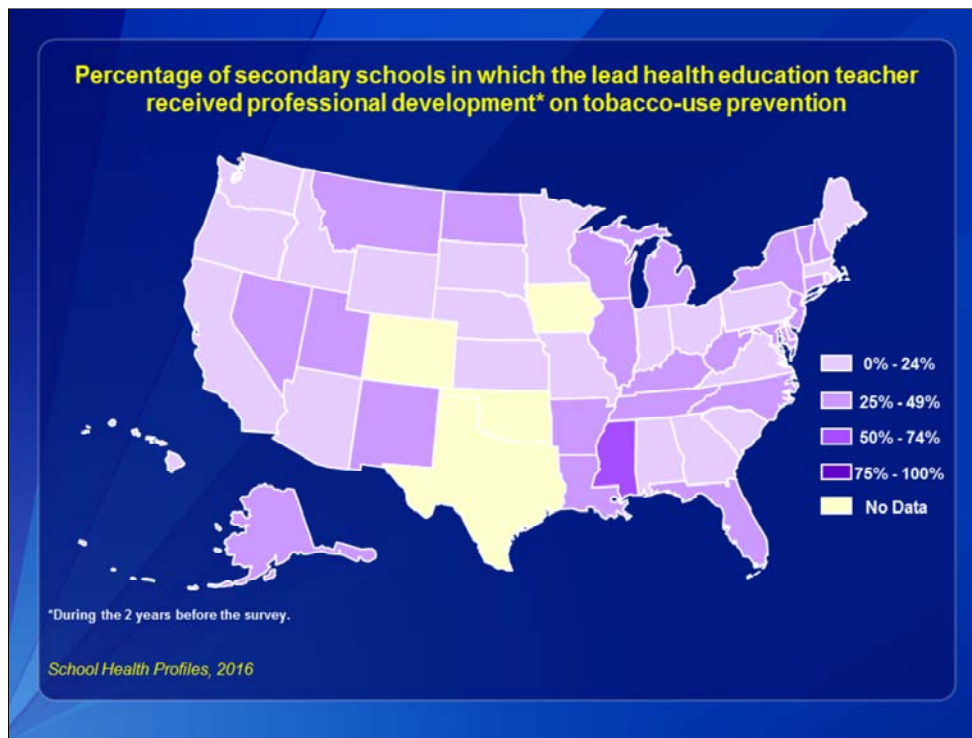 Percentage of secondary schools in which the lead health education teacher
received professional development* on tobacco-use prevention
0% - 24%
25% - 49%
50% - 74%
75% - 100%
No Data
*During the 2 years before the survey.
School Health Profiles, 2016